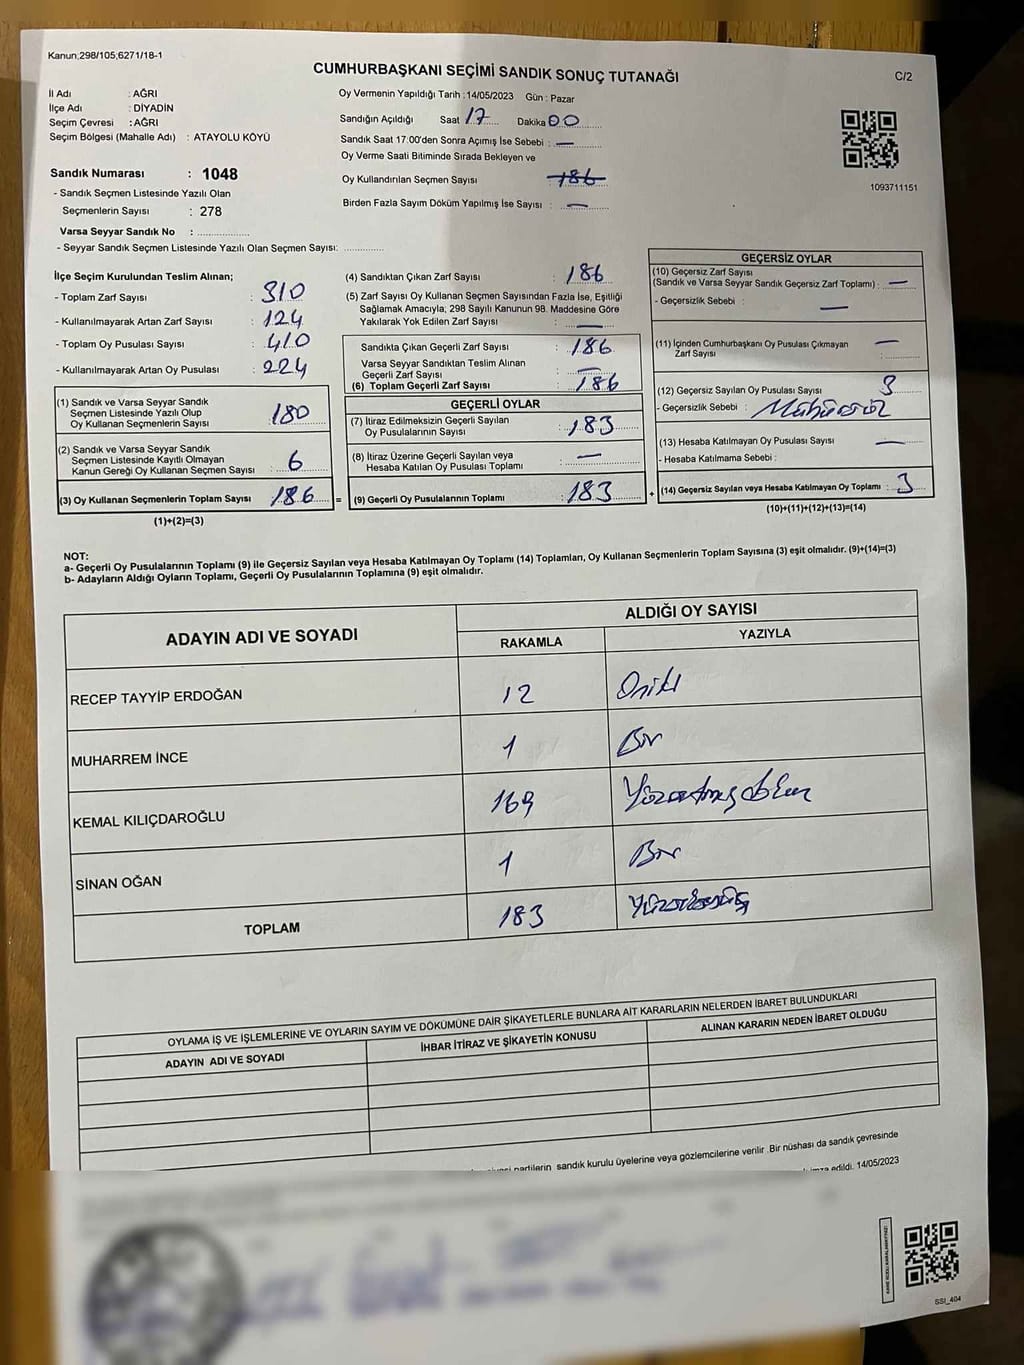 Kanun;298/105,6271/18-1
CUMHURBAŞKANI SEÇİMİ SANDIK SONUÇ TUTANAĞI
C/2
İl Adı : AĞRI
İlçe Adı : DİYADİN
Seçim Çevresi : AĞRI
Seçim Bölgesi (Mahalle Adı) : ATAYOLU KÖYÜ
Oy Vermenin Yapıldığı Tarih : 14/05/2023 Gün : Pazar
Sandığın Açıldığı Saat 17 Dakika 00
Sandık Saat 17.00'den Sonra Açımış İse Sebebi : —
Oy Verme Saati Bitiminde Sırada Bekleyen ve
Oy Kullandırılan Seçmen Sayısı : 186
Birden Fazla Sayım Döküm Yapılmış İse Sayısı : —
1093711151
Sandık Numarası : 1048
- Sandık Seçmen Listesinde Yazılı Olan
Seçmenlerin Sayısı : 278
Varsa Seyyar Sandık No :
- Seyyar Sandık Seçmen Listesinde Yazılı Olan Seçmen Sayısı:
İlçe Seçim Kurulundan Teslim Alınan;
- Toplam Zarf Sayısı : 310
- Kullanılmayarak Artan Zarf Sayısı : 124
- Toplam Oy Pusulası Sayısı : 410
- Kullanılmayarak Artan Oy Pusulası : 224
(1) Sandık ve Varsa Seyyar Sandık
Seçmen Listesinde Yazılı Olup
Oy Kullanan Seçmenlerin Sayısı : 180
(2) Sandık ve Varsa Seyyar Sandık
Seçmen Listesinde Kayıtlı Olmayan
Kanun Gereği Oy Kullanan Seçmen Sayısı : 6
(3) Oy Kullanan Seçmenlerin Toplam Sayısı : 186 =
(1)+(2)=(3)
(4) Sandıktan Çıkan Zarf Sayısı : 186
(5) Zarf Sayısı Oy Kullanan Seçmen Sayısından Fazla İse, Eşitliği
Sağlamak Amacıyla; 298 Sayılı Kanunun 98. Maddesine Göre
Yakılarak Yok Edilen Zarf Sayısı : —
Sandıkta Çıkan Geçerli Zarf Sayısı : 186
Varsa Seyyar Sandıktan Teslim Alınan
Geçerli Zarf Sayısı : —
(6) Toplam Geçerli Zarf Sayısı : 186
GEÇERLİ OYLAR
(7) İtiraz Edilmeksizin Geçerli Sayılan
Oy Pusulalarının Sayısı : 183
(8) İtiraz Üzerine Geçerli Sayılan veya
Hesaba Katılan Oy Pusulası Toplamı : —
(9) Geçerli Oy Pusulalarının Toplamı : 183 +
GEÇERSİZ OYLAR
(10) Geçersiz Zarf Sayısı
(Sandık ve Varsa Seyyar Sandık Geçersiz Zarf Toplamı) : —
- Geçersizlik Sebebi : —
(11) İçinden Cumhurbaşkanı Oy Pusulası Çıkmayan
Zarf Sayısı : —
(12) Geçersiz Sayılan Oy Pusulası Sayısı : 3
- Geçersizlik Sebebi : Mühürsüz
(13) Hesaba Katılmayan Oy Pusulası Sayısı : —
- Hesaba Katılmama Sebebi :
(14) Geçersiz Sayılan veya Hesaba Katılmayan Oy Toplamı : 3
(10)+(11)+(12)+(13)=(14)
NOT:
a- Geçerli Oy Pusulalarının Toplamı (9) ile Geçersiz Sayılan veya Hesaba Katılmayan Oy Toplamı (14) Toplamları, Oy Kullanan Seçmenlerin Toplam Sayısına (3) eşit olmalıdır. (9)+(14)=(3)
b- Adayların Aldığı Oyların Toplamı, Geçerli Oy Pusulalarının Toplamına (9) eşit olmalıdır.
ADAYIN ADI VE SOYADI
ALDIĞI OY SAYISI
RAKAMLA YAZIYLA
RECEP TAYYİP ERDOĞAN 12 Oniki
MUHARREM İNCE 1 Bir
KEMAL KILIÇDAROĞLU 169 Yüzaltmışdokuz
SİNAN OĞAN 1 Bir
TOPLAM 183 Yüzseksenüç
OYLAMA İŞ VE İŞLEMLERİNE VE OYLARIN SAYIM VE DÖKÜMÜNE DAİR ŞİKAYETLERLE BUNLARA AİT KARARLARIN NELERDEN İBARET BULUNDUKLARI
ADAYIN ADI VE SOYADI İHBAR İTİRAZ VE ŞİKAYETİN KONUSU ALINAN KARARIN NEDEN İBARET OLDUĞU
partilerin sandık kurulu üyelerine veya gözlemcilerine verilir .Bir nüshası da sandık çevresinde
edildi. 14/05/2023
SSI_404